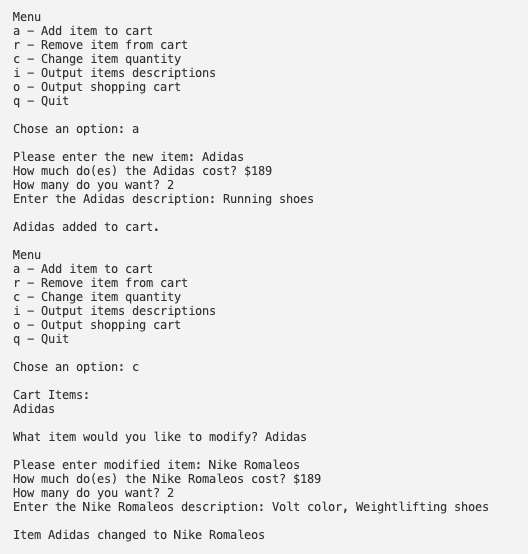 Menu
a – Add item to cart
r – Remove item from cart
c – Change item quantity
i – Output items descriptions
o – Output shopping cart
q – Quit
Chose an option: a
Please enter the new item: Adidas
How much do(es) the Adidas cost? $189
How many do you want? 2
Enter the Adidas description: Running shoes
Adidas added to cart.
Menu
a – Add item to cart
r – Remove item from cart
c – Change item quantity
i – Output items descriptions
o – Output shopping cart
q – Quit
Chose an option: c
Cart Items:
Adidas
What item would you like to modify? Adidas
Please enter modified item: Nike Romaleos
How much do(es) the Nike Romaleos cost? $189
How many do you want? 2
Enter the Nike Romaleos description: Volt color, Weightlifting shoes
Item Adidas changed to Nike Romaleos